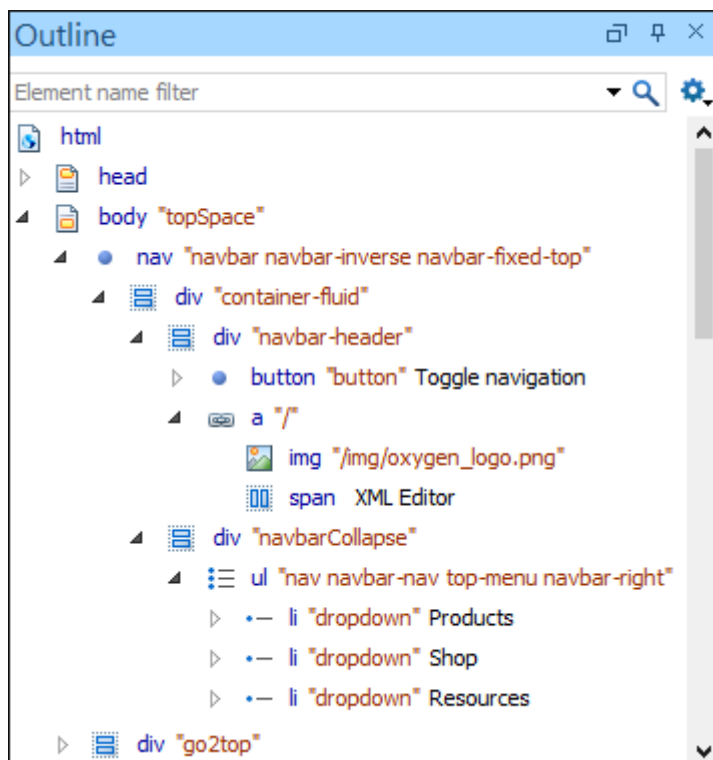 Outline
Element name filter
html
head
body "topSpace"
nav "navbar navbar-inverse navbar-fixed-top"
div "container-fluid"
div "navbar-header"
button "button" Toggle navigation
a "/"
img "/img/oxygen_logo.png"
span XML Editor
div "navbarCollapse"
ul "nav navbar-nav top-menu navbar-right"
li "dropdown" Products
li "dropdown" Shop
li "dropdown" Resources
div "go2top"